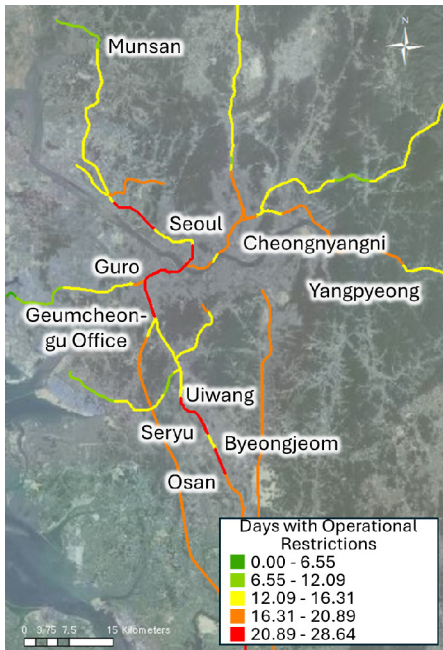 N
Munsan
Seoul
Cheongnyangni
Guro
Yangpyeong
Geumcheon-
gu Office
Uiwang
Seryu
Byeongjeom
Osan
Days with Operational
Restrictions
0.00 - 6.55
6.55 - 12.09
12.09 - 16.31
16.31 - 20.89
20.89 - 28.64
0 3.75 7.5 15 Kilometers